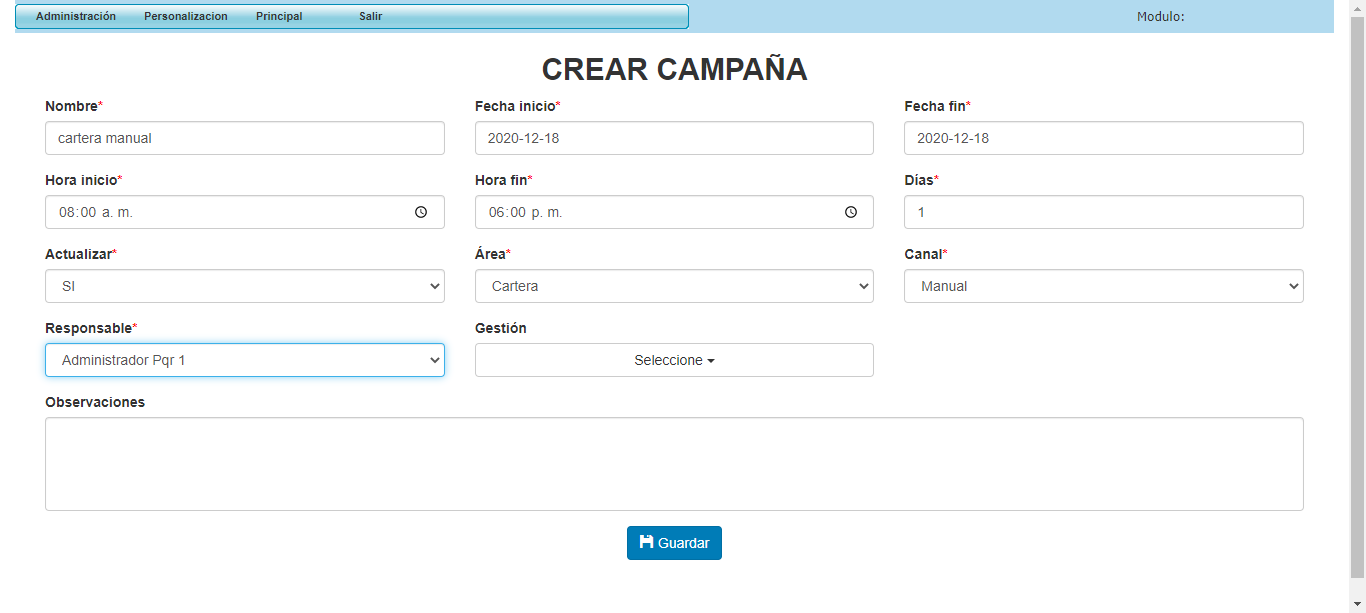 Administración Personalizacion Principal Salir Modulo:
CREAR CAMPAÑA
Nombre* Fecha inicio* Fecha fin*
cartera manual 2020-12-18 2020-12-18
Hora inicio* Hora fin* Días*
08:00 a. m. 06:00 p. m. 1
Actualizar* Área* Canal*
SI Cartera Manual
Responsable* Gestión
Administrador Pqr 1 Seleccione
Observaciones
Guardar